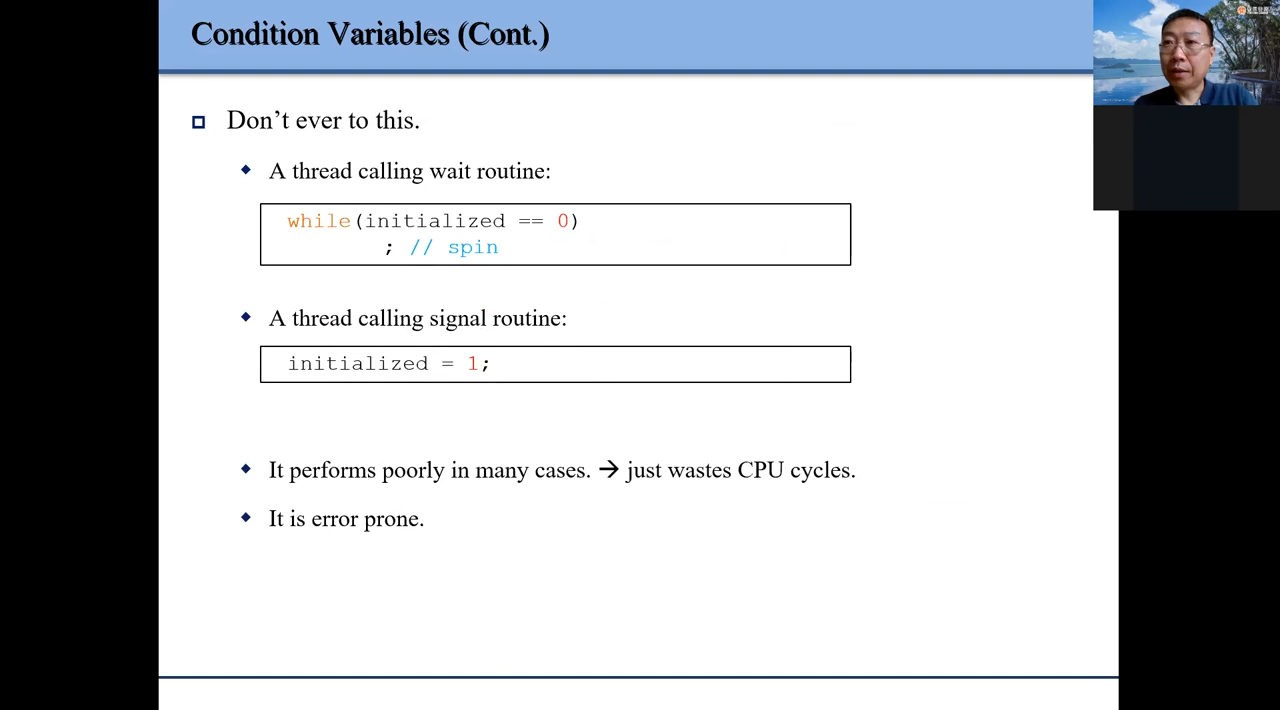 Condition Variables (Cont.)
Don’t ever to this.
A thread calling wait routine:
while(initialized == 0)
; // spin
A thread calling signal routine:
initialized = 1;
It performs poorly in many cases. → just wastes CPU cycles.
It is error prone.